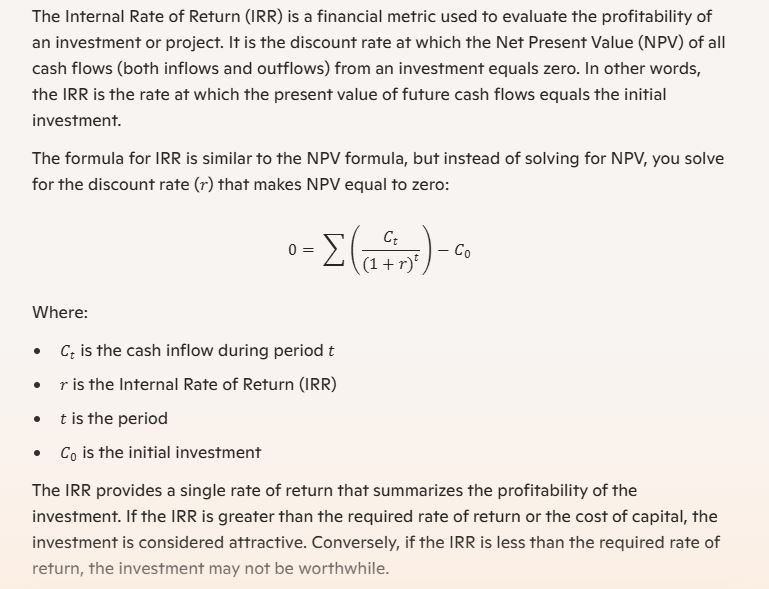 The Internal Rate of Return (IRR) is a financial metric used to evaluate the profitability of
an investment or project. It is the discount rate at which the Net Present Value (NPV) of all
cash flows (both inflows and outflows) from an investment equals zero. In other words,
the IRR is the rate at which the present value of future cash flows equals the initial
investment.
The formula for IRR is similar to the NPV formula, but instead of solving for NPV, you solve
for the discount rate (r) that makes NPV equal to zero:
0 = ∑ ( C_t / (1 + r)^t ) − C_0
Where:
• C_t is the cash inflow during period t
• r is the Internal Rate of Return (IRR)
• t is the period
• C_0 is the initial investment
The IRR provides a single rate of return that summarizes the profitability of the
investment. If the IRR is greater than the required rate of return or the cost of capital, the
investment is considered attractive. Conversely, if the IRR is less than the required rate of
return, the investment may not be worthwhile.